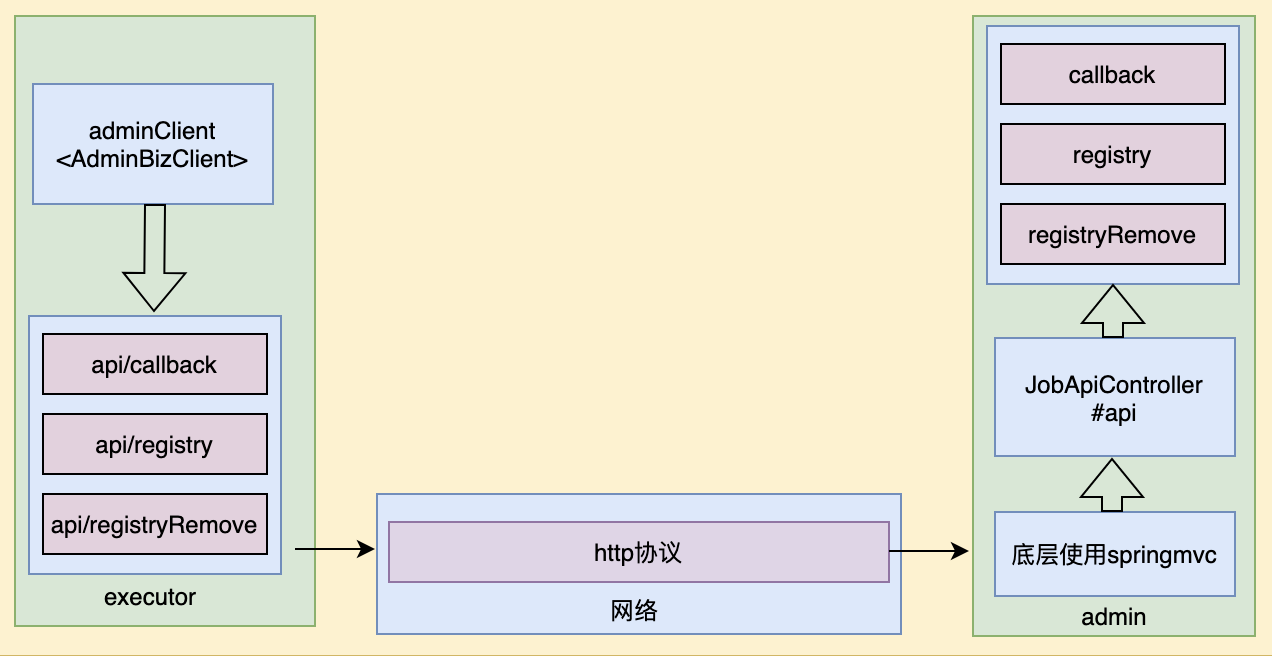 adminClient
<AdminBizClient>
api/callback
api/registry
api/registryRemove
executor
http协议
网络
callback
registry
registryRemove
JobApiController
#api
底层使用springmvc
admin